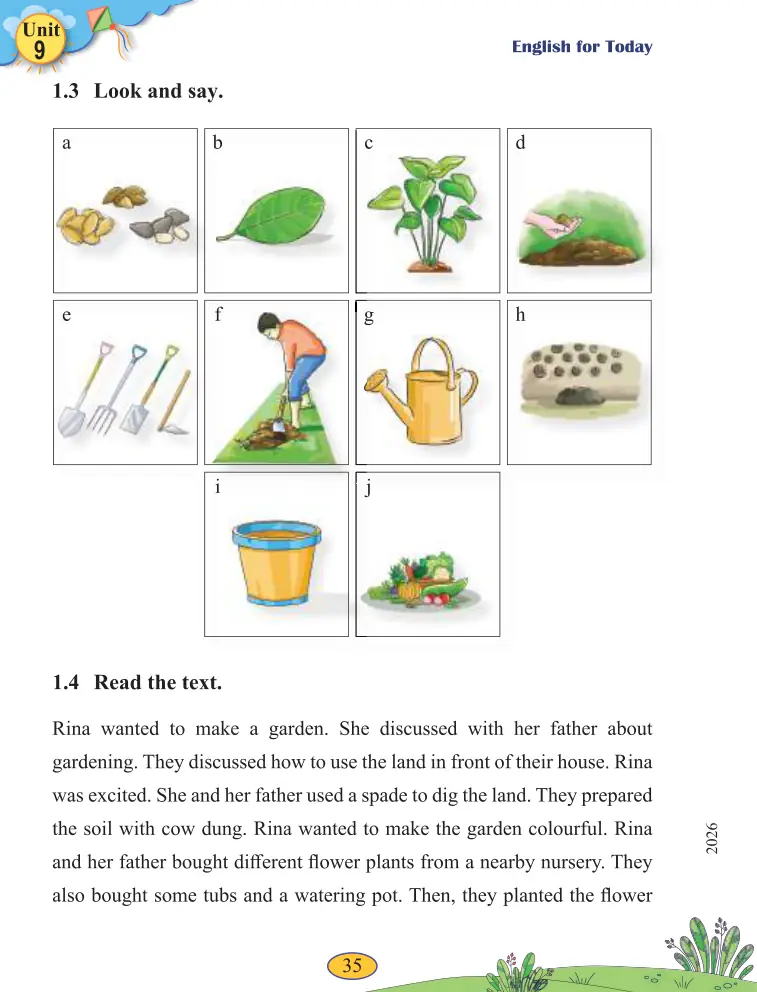 Unit
9
English for Today
1.3 Look and say.
a
b
c
d
e
f
g
h
i
j
1.4 Read the text.
Rina wanted to make a garden. She discussed with her father about
gardening. They discussed how to use the land in front of their house. Rina
was excited. She and her father used a spade to dig the land. They prepared
the soil with cow dung. Rina wanted to make the garden colourful. Rina
and her father bought different flower plants from a nearby nursery. They
also bought some tubs and a watering pot. Then, they planted the flower
2026
35